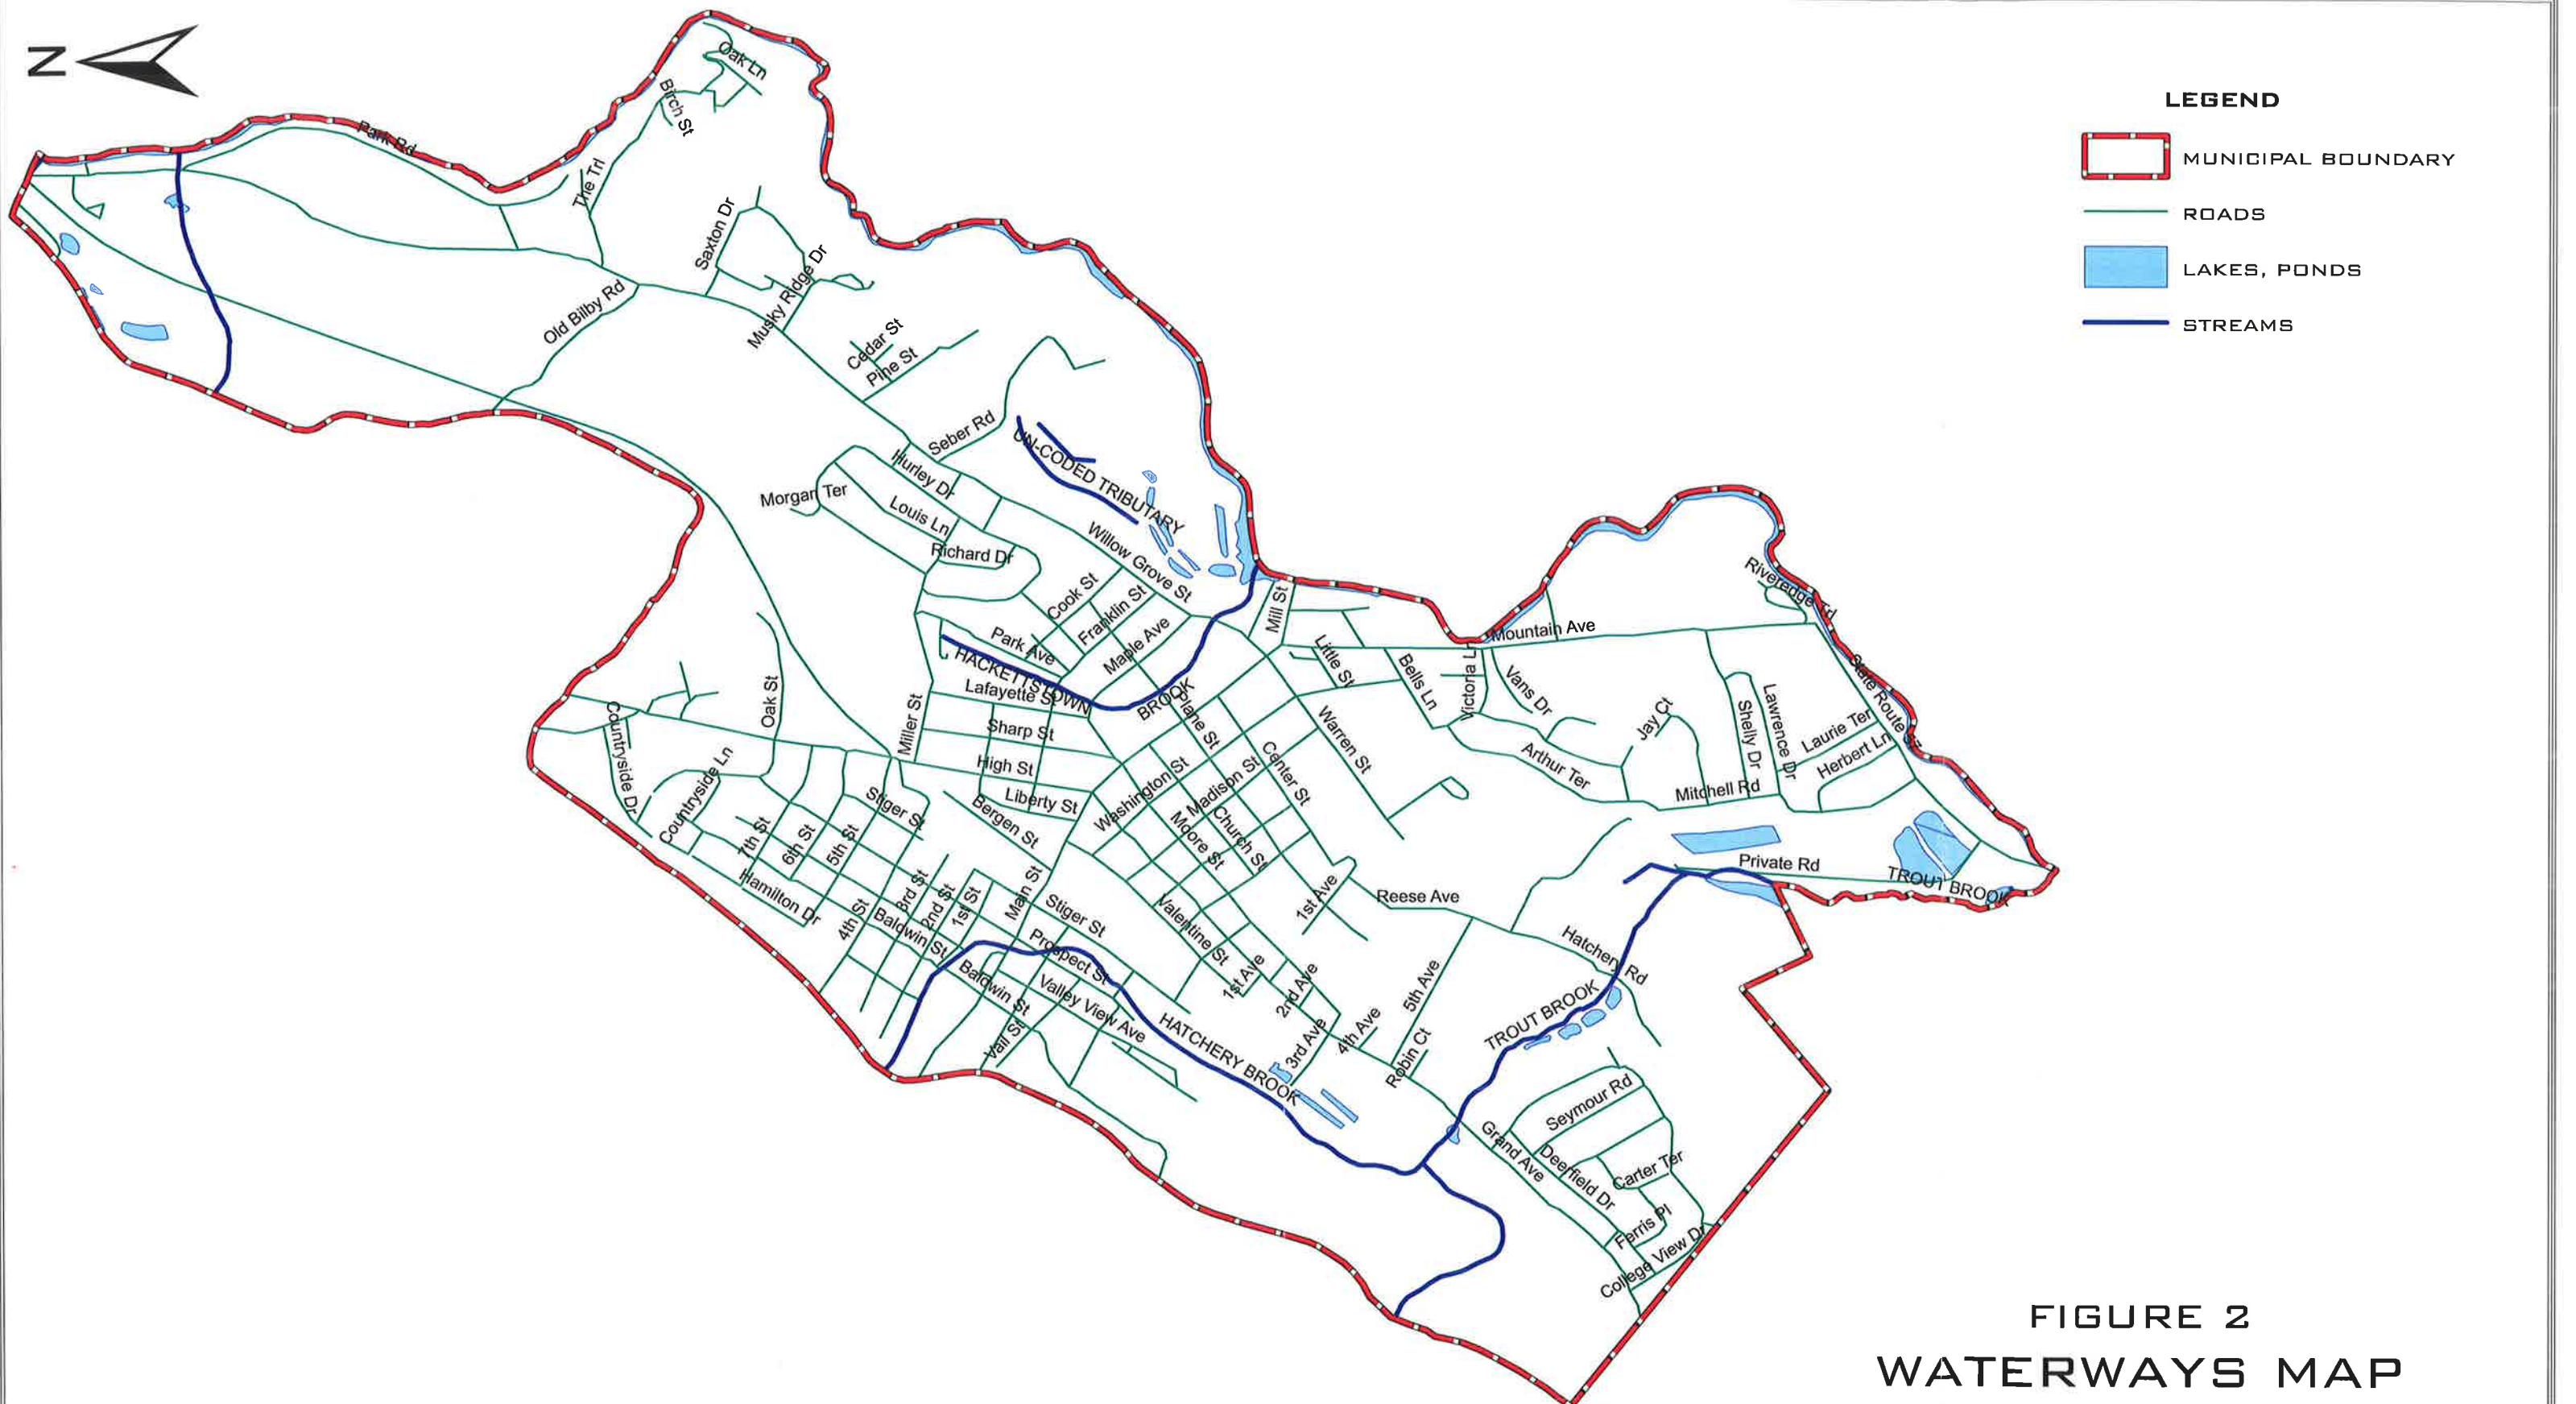 N
LEGEND
MUNICIPAL BOUNDARY
ROADS
LAKES, PONDS
STREAMS
Oak Ln
Birch St
Park Rd
The Trl
Saxton Dr
Musky Ridge Dr
Old Bilby Rd
Cedar St
Pine St
Seber Rd
UN-CODED TRIBUTARY
Hurley Dr
Morgan Ter
Louis Ln
Richard Dr
Willow Grove St
Cook St
Franklin St
Maple Ave
Park Ave
HACKETTSTOWN
BROOK
Lafayette St
Sharp St
High St
Liberty St
Miller St
Oak St
Mill St
Little St
Bells Ln
Victoria Ln
Mountain Ave
Vans Dr
Riveredge Trl
State Route
Jay Ct
Shelly Dr
Lawrence Dr
Laurie Ter
Herbert Ln
Arthur Ter
Mitchell Rd
Plane St
Warren St
Center St
Washington St
Madison St
Moore St
Church St
Countryside Dr
Countryside Ln
Stiger St
Bergen St
7th St
6th St
5th St
Hamilton Dr
4th St
3rd St
2nd St
1st St
Baldwin St
Main St
Stiger St
Prospect St
Baldwin St
Valley View Ave
Vail St
Valentine St
1st Ave
1st Ave
2nd Ave
3rd Ave
4th Ave
5th Ave
Robin Ct
Reese Ave
Hatchery Rd
Private Rd
TROUT BROOK
TROUT BROOK
HATCHERY BROOK
Seymour Rd
Grand Ave
Deerfield Dr
Carter Ter
Ferris Pl
College View Dr
FIGURE 2
WATERWAYS MAP